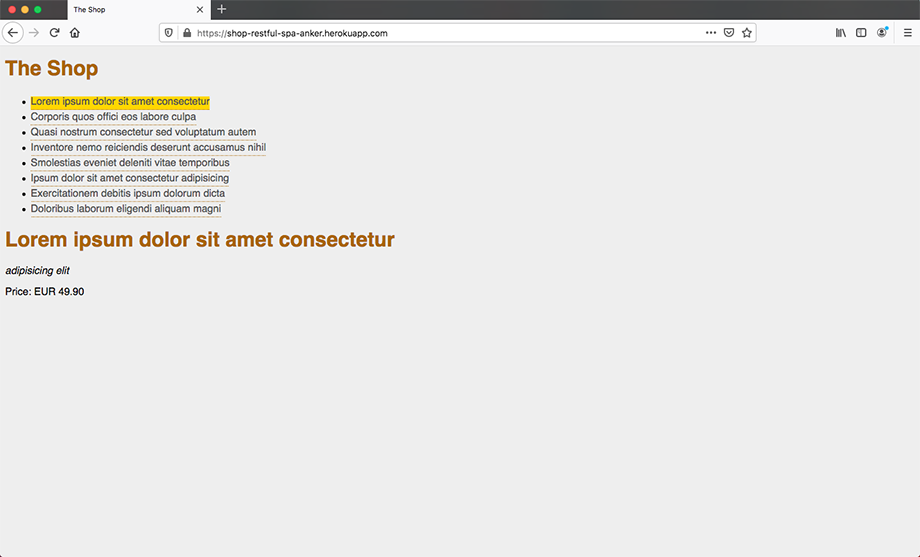 The Shop
https://shop-restful-spa-anker.herokuapp.com
The Shop
Lorem ipsum dolor sit amet consectetur
Corporis quos offici eos labore culpa
Quasi nostrum consectetur sed voluptatum autem
Inventore nemo reiciendis deserunt accusamus nihil
Smolestias eveniet deleniti vitae temporibus
Ipsum dolor sit amet consectetur adipisicing
Exercitationem debitis ipsum dolorum dicta
Doloribus laborum eligendi aliquam magni
Lorem ipsum dolor sit amet consectetur
adipisicing elit
Price: EUR 49.90